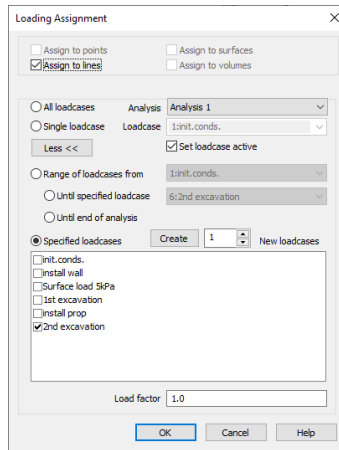 Loading Assignment
Assign to points Assign to surfaces
Assign to lines Assign to volumes
All loadcases Analysis Analysis 1
Single loadcase Loadcase 1:init.conds.
Less << Set loadcase active
Range of loadcases from 1:init.conds.
Until specified loadcase 6:2nd excavation
Until end of analysis
Specified loadcases Create 1 New loadcases
init.conds.
install wall
Surface load 5kPa
1st excavation
install prop
2nd excavation
Load factor 1.0
OK Cancel Help